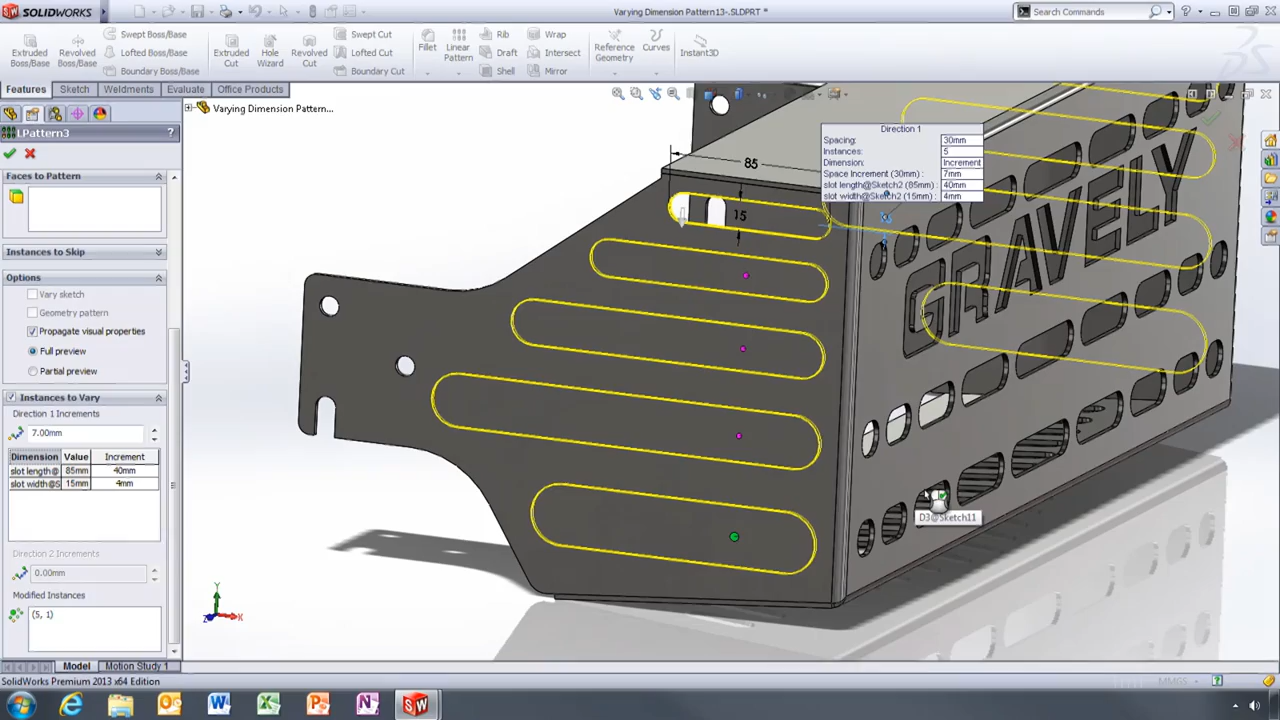 SOLIDWORKS
Varying Dimension Pattern13-.SLDPRT *
Search Commands
Extruded Boss/Base
Revolved Boss/Base
Swept Boss/Base
Lofted Boss/Base
Boundary Boss/Base
Extruded Cut
Hole Wizard
Revolved Cut
Swept Cut
Lofted Cut
Boundary Cut
Fillet
Linear Pattern
Rib
Draft
Shell
Wrap
Intersect
Mirror
Reference Geometry
Curves
Instant3D
Features
Sketch
Weldments
Evaluate
Office Products
LPattern3
?
Varying Dimension Pattern...
Faces to Pattern
Instances to Skip
Options
Vary sketch
Geometry pattern
Propagate visual properties
Full preview
Partial preview
Instances to Vary
Direction 1 Increments
7.00mm
Dimension Value Increment
slot length@ 85mm 40mm
slot width@S 15mm 4mm
Direction 2 Increments
0.00mm
Modified Instances
(5, 1)
Direction 1
Spacing: 30mm
Instances: 5
Dimension: Increment
Space Increment (30mm) : 7mm
slot length@Sketch2 (85mm) : 40mm
slot width@Sketch2 (15mm) : 4mm
85
15
GRAVELY
D3@Sketch11
Y
X
Z
Model
Motion Study 1
SolidWorks Premium 2013 x64 Edition
MMGS